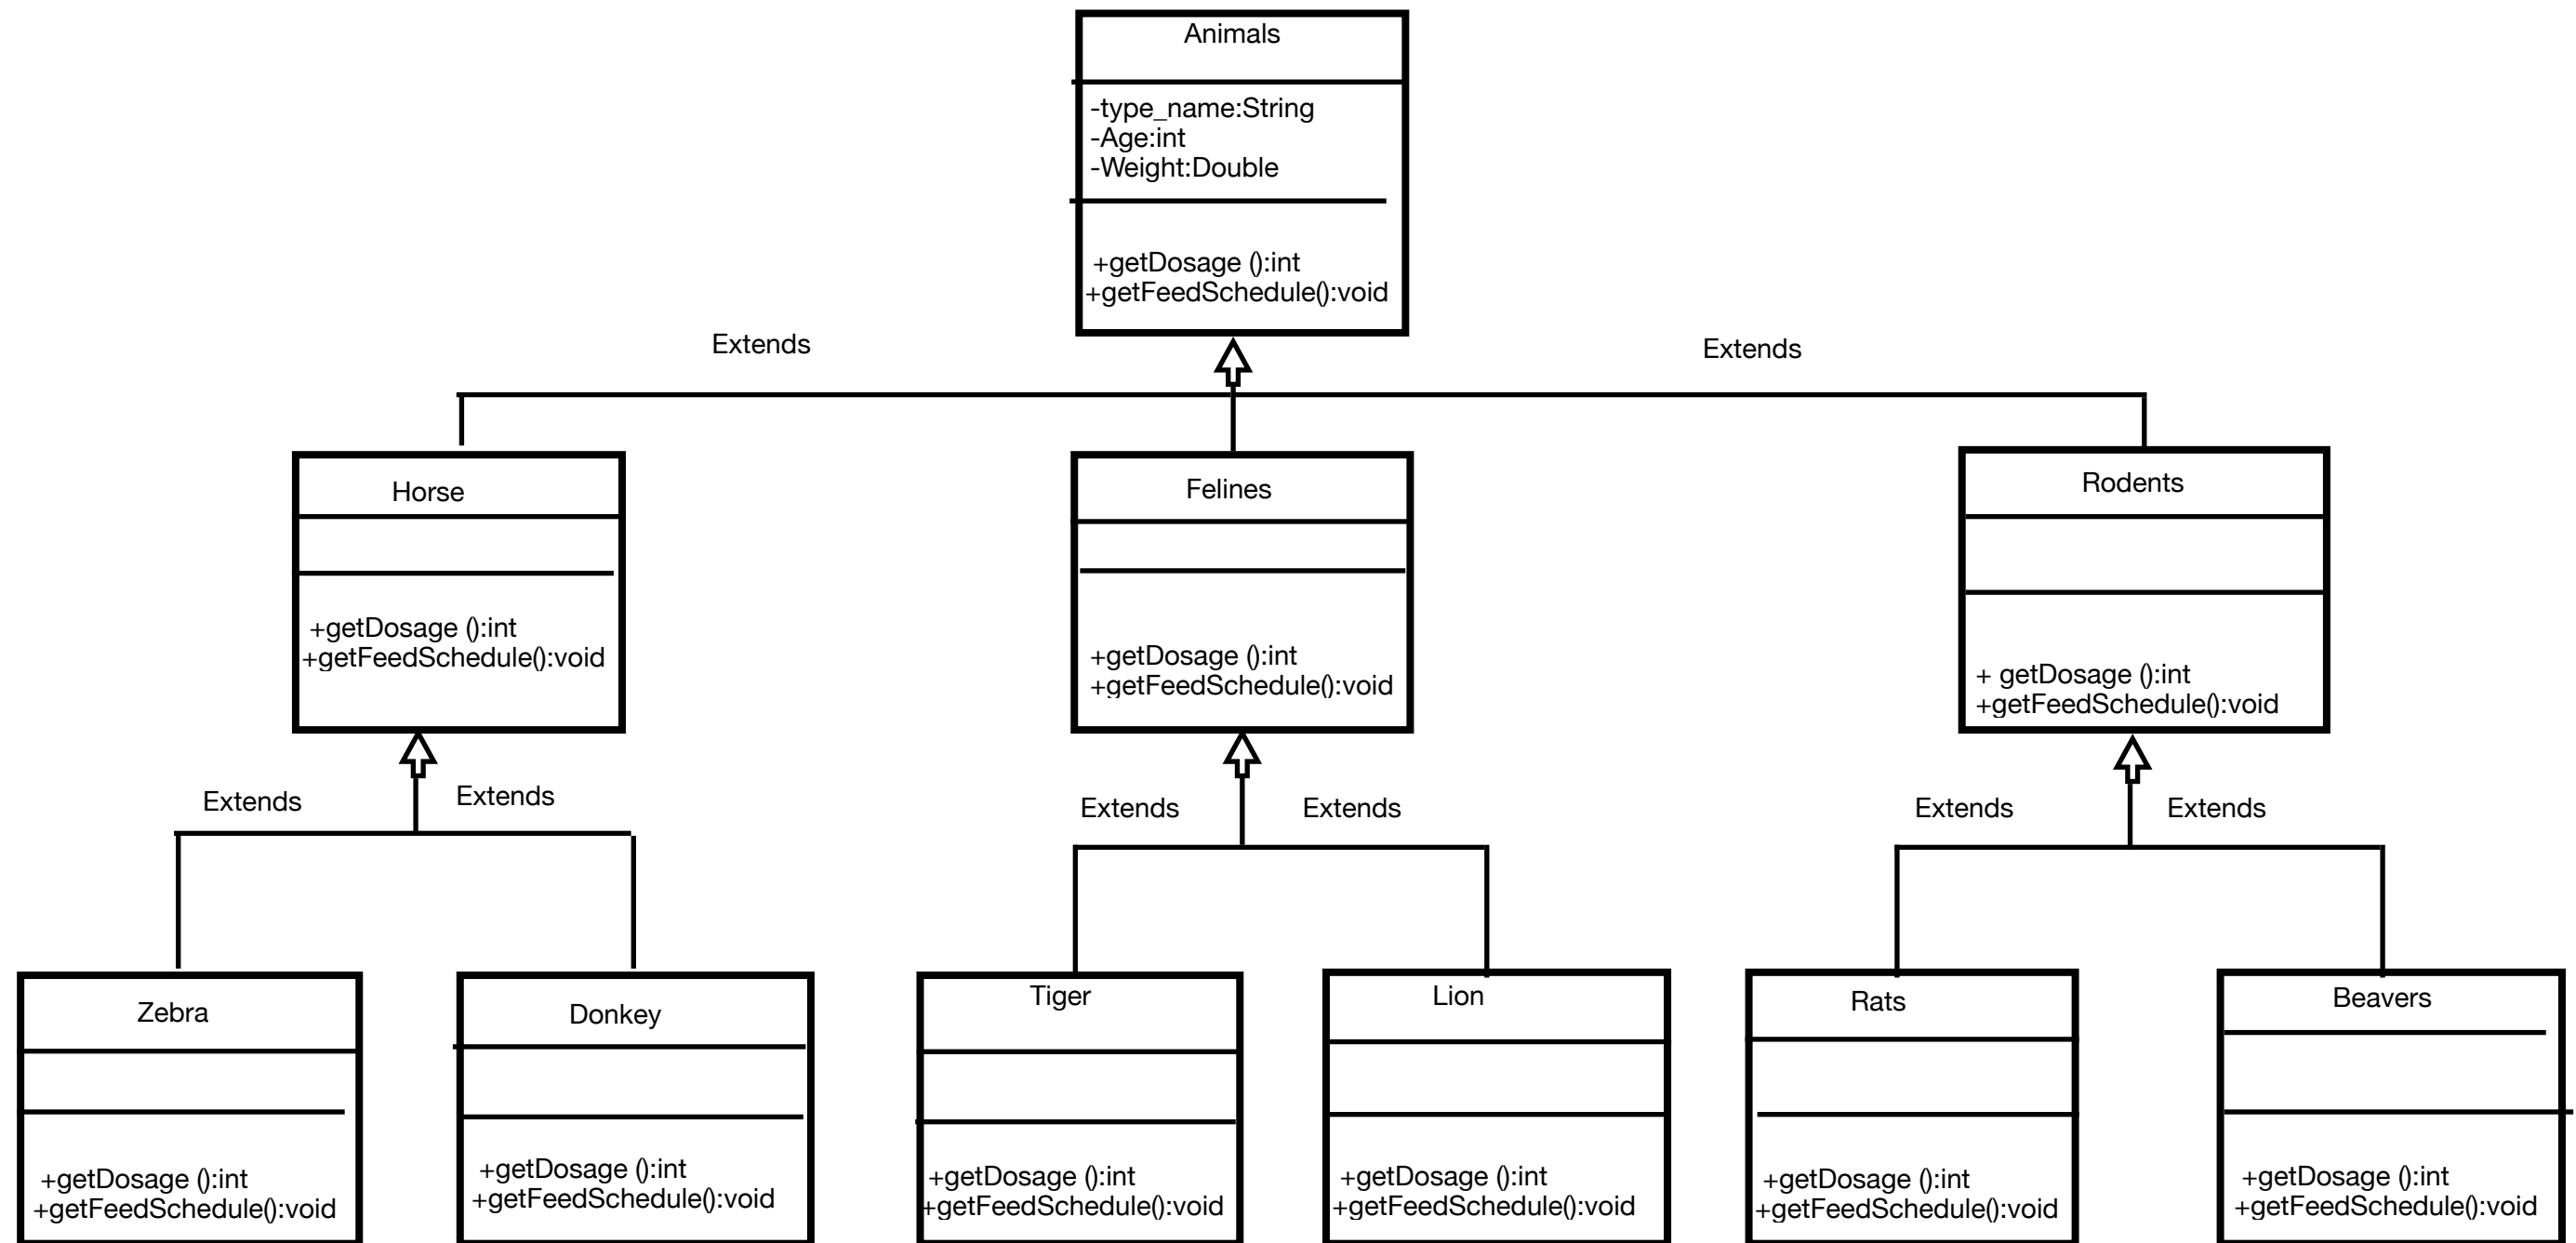 Animals
-type_name:String
-Age:int
-Weight:Double
+getDosage ():int
+getFeedSchedule():void
Extends
Extends
Horse
+getDosage ():int
+getFeedSchedule():void
Felines
+getDosage ():int
+getFeedSchedule():void
Rodents
+ getDosage ():int
+getFeedSchedule():void
Extends
Extends
Extends
Extends
Extends
Extends
Zebra
+getDosage ():int
+getFeedSchedule():void
Donkey
+getDosage ():int
+getFeedSchedule():void
Tiger
+getDosage ():int
+getFeedSchedule():void
Lion
+getDosage ():int
+getFeedSchedule():void
Rats
+getDosage ():int
+getFeedSchedule():void
Beavers
+getDosage ():int
+getFeedSchedule():void